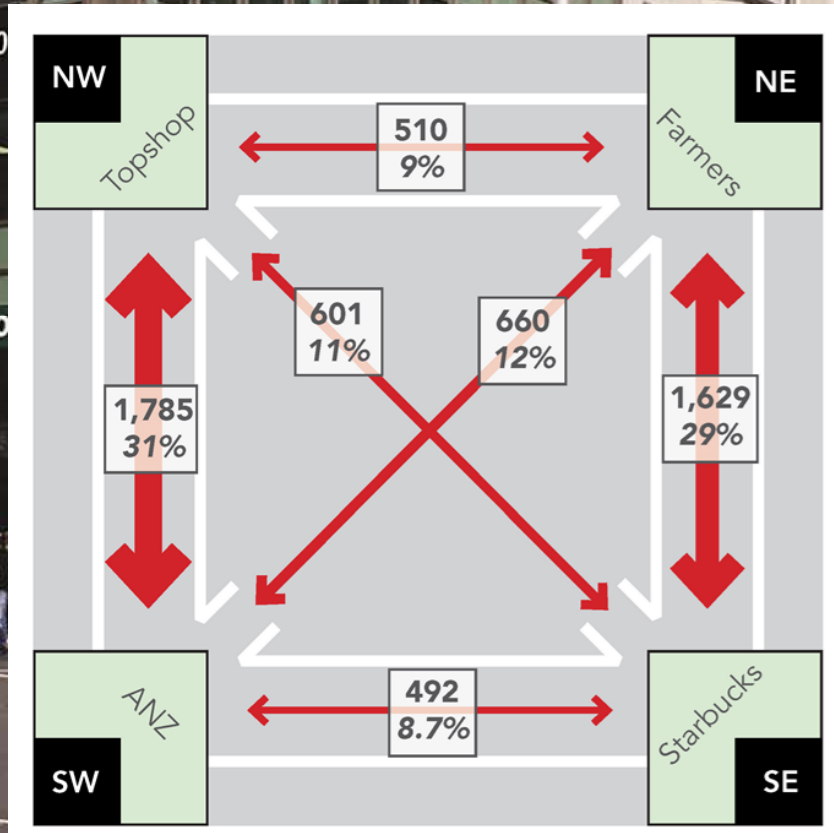 NW
Topshop
510
9%
NE
Farmers
601
11%
660
12%
1,785
31%
1,629
29%
ANZ
SW
492
8.7%
Starbucks
SE